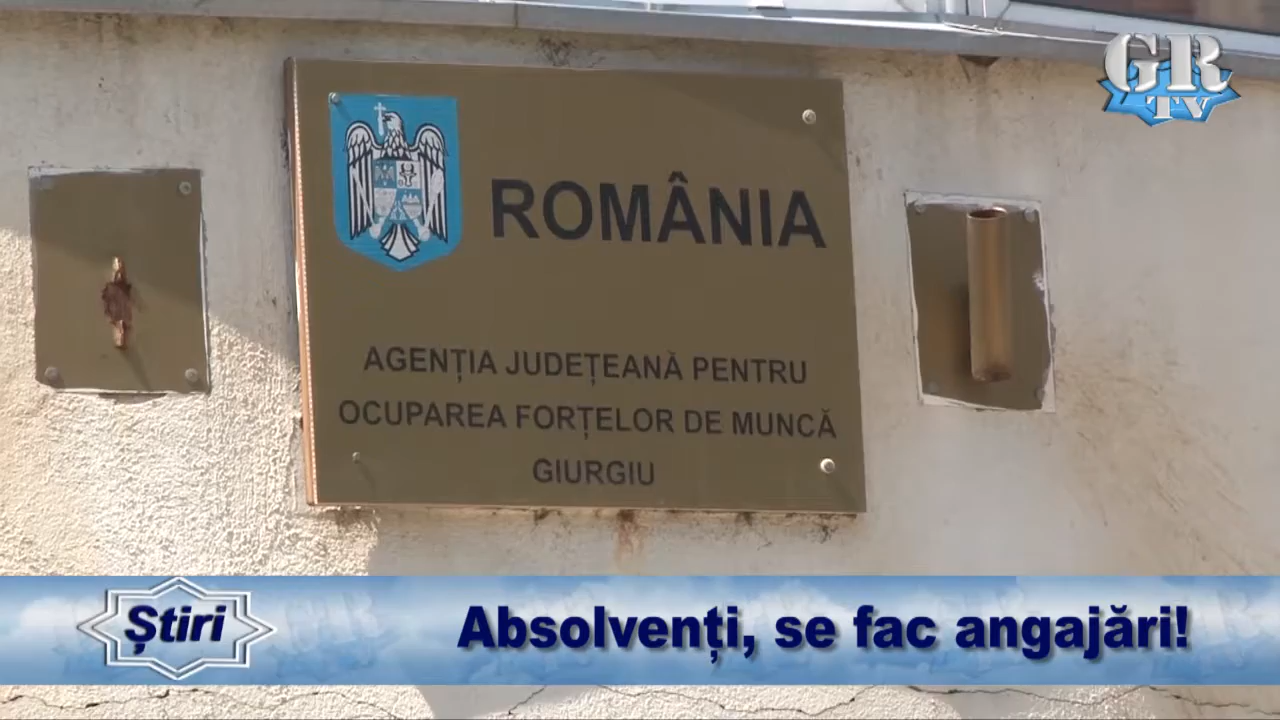 GR
TV
ROMÂNIA
AGENȚIA JUDEȚEANĂ PENTRU
OCUPAREA FORȚELOR DE MUNCĂ
GIURGIU
Știri
Absolvenți, se fac angajări!